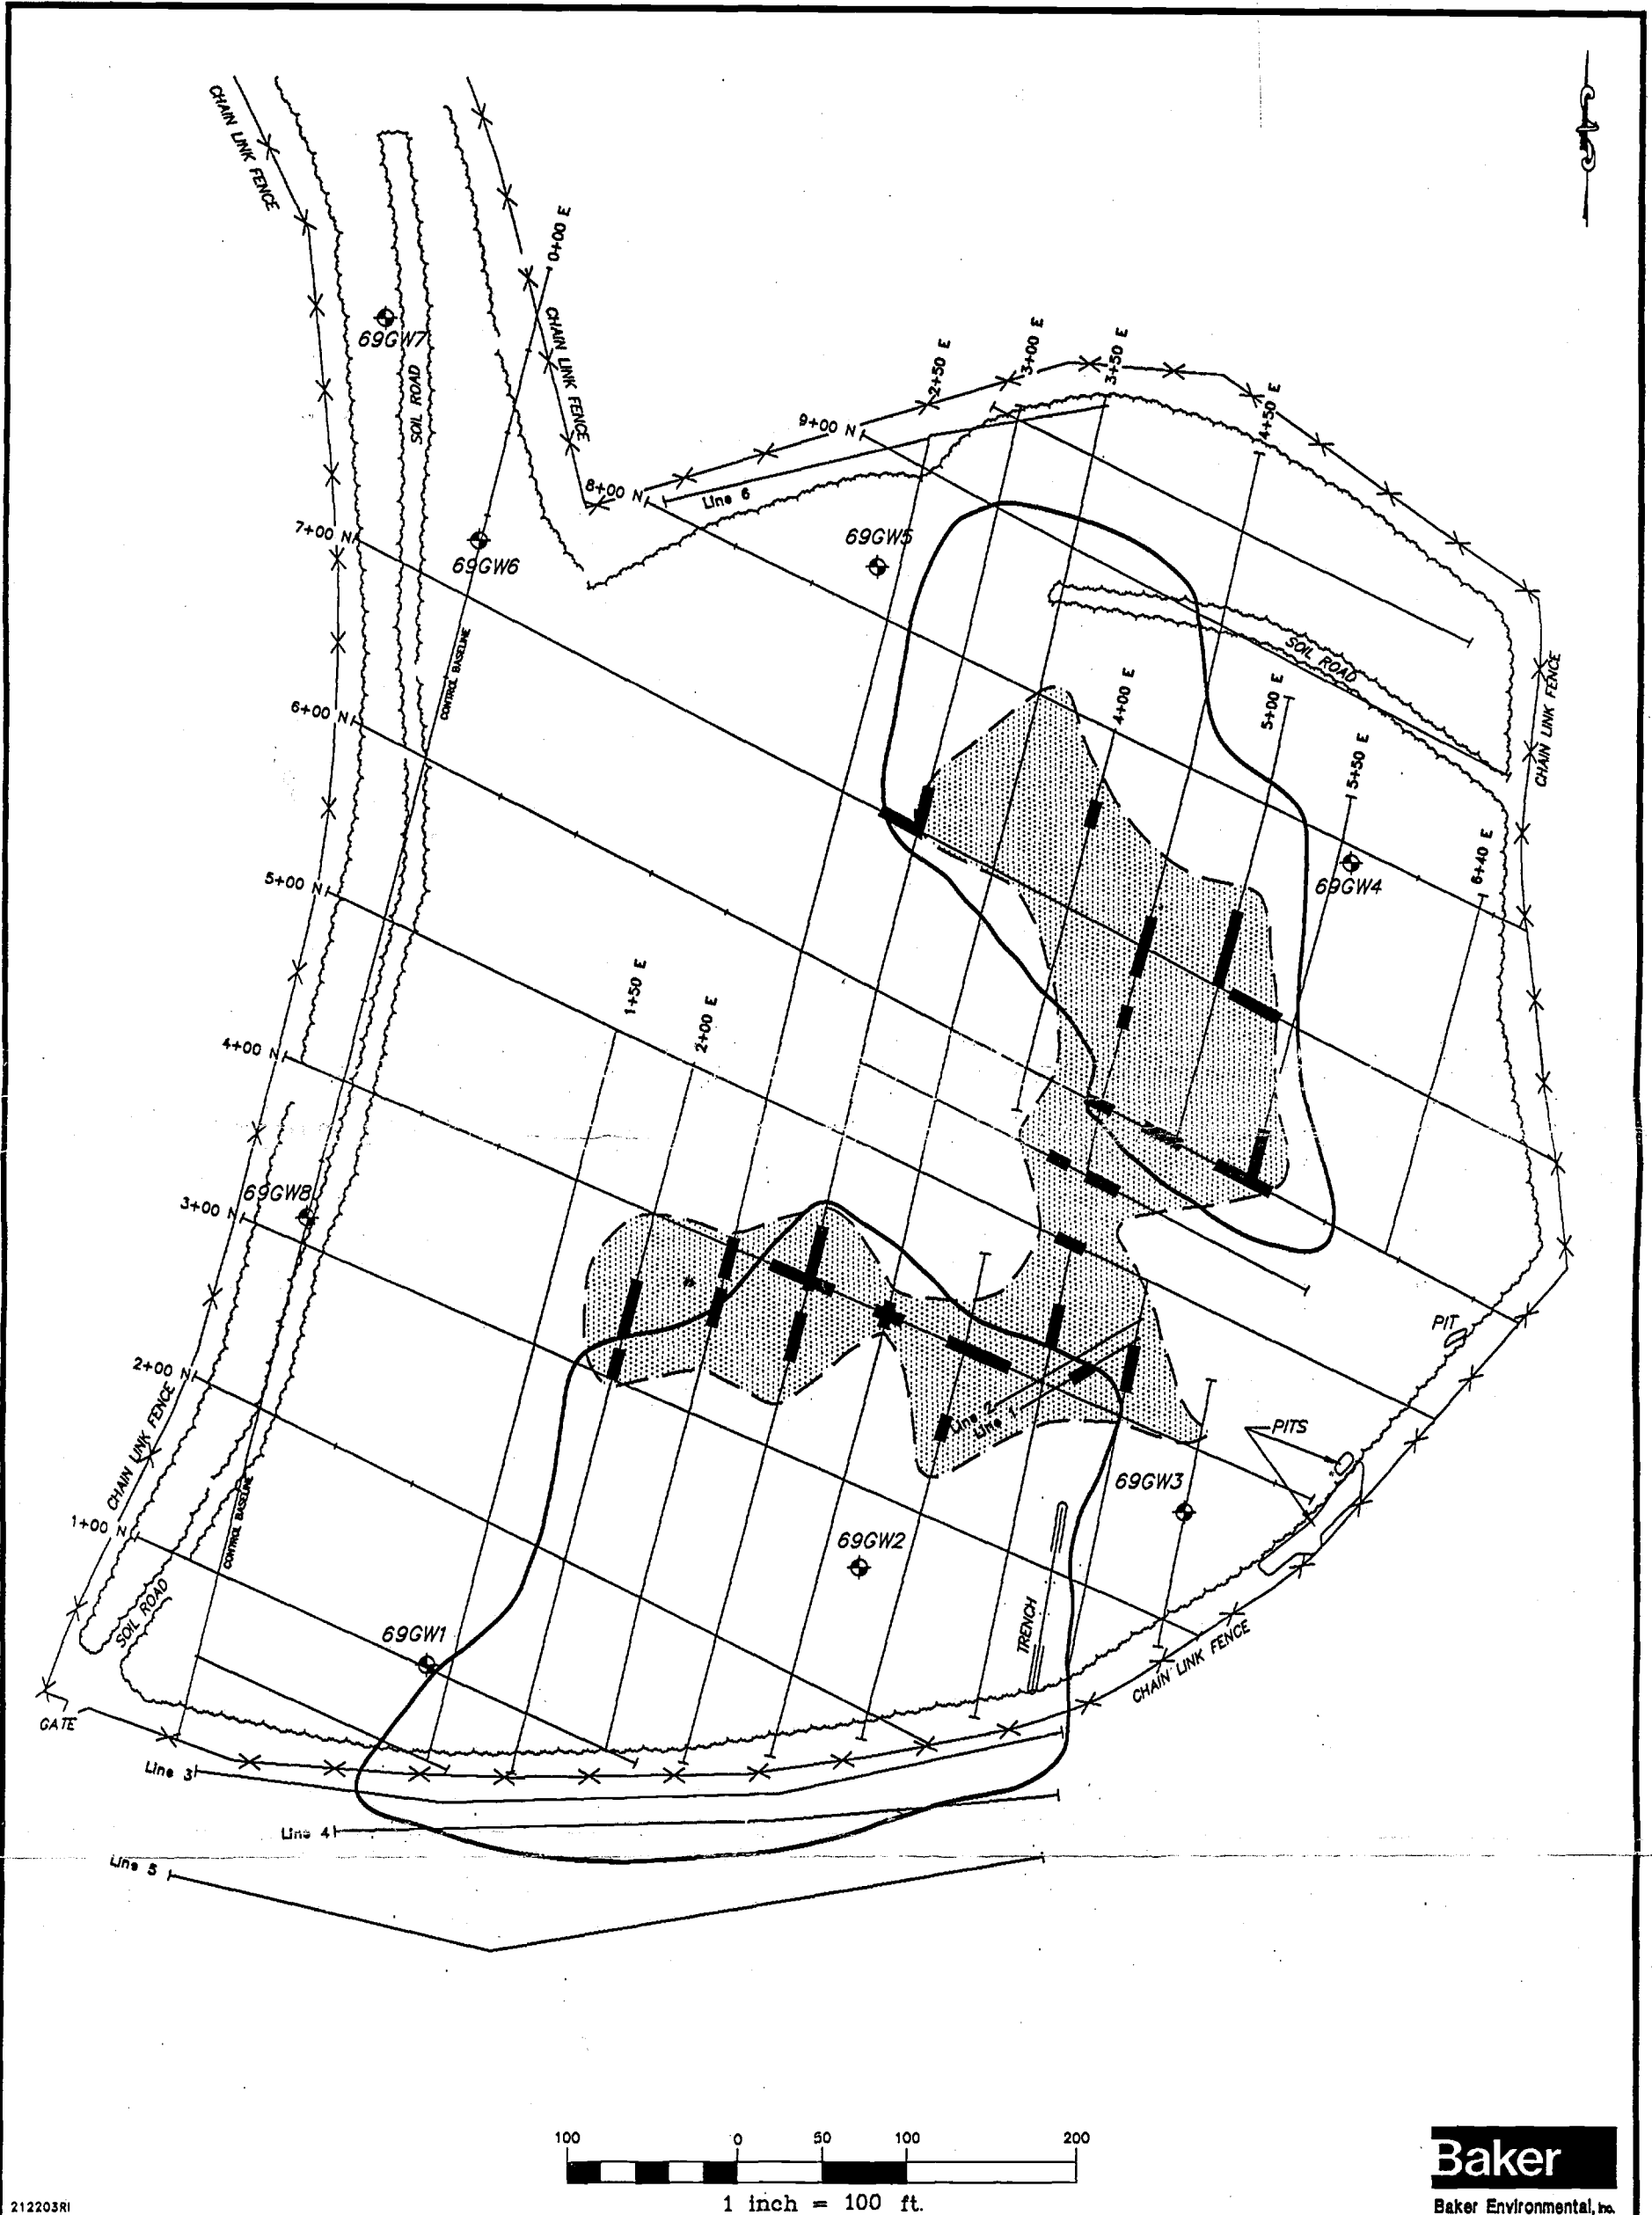 CHAIN LINK FENCE
0+00 E
CHAIN LINK FENCE
69GW7
SOIL ROAD
2+50 E
3+00 E
3+50 E
4+50 E
9+00 N
8+00 N
Line 6
7+00 N
69GW6
69GW5
CONTROL BASELINE
SOIL ROAD
CHAIN LINK FENCE
6+00 N
4+00 E
5+00 E
5+50 E
6+40 E
69GW4
5+00 N
1+50 E
2+00 E
4+00 N
69GW8
3+00 N
PIT
2+00 N
CHAIN LINK FENCE
Line 2
Line 1
PITS
69GW3
1+00 N
CONTROL BASELINE
69GW2
SOIL ROAD
69GW1
TRENCH
CHAIN LINK FENCE
GATE
Line 3
Line 4
Line 5
100 0 50 100 200
1 inch = 100 ft.
212203RI
Baker
Baker Environmental, Inc.